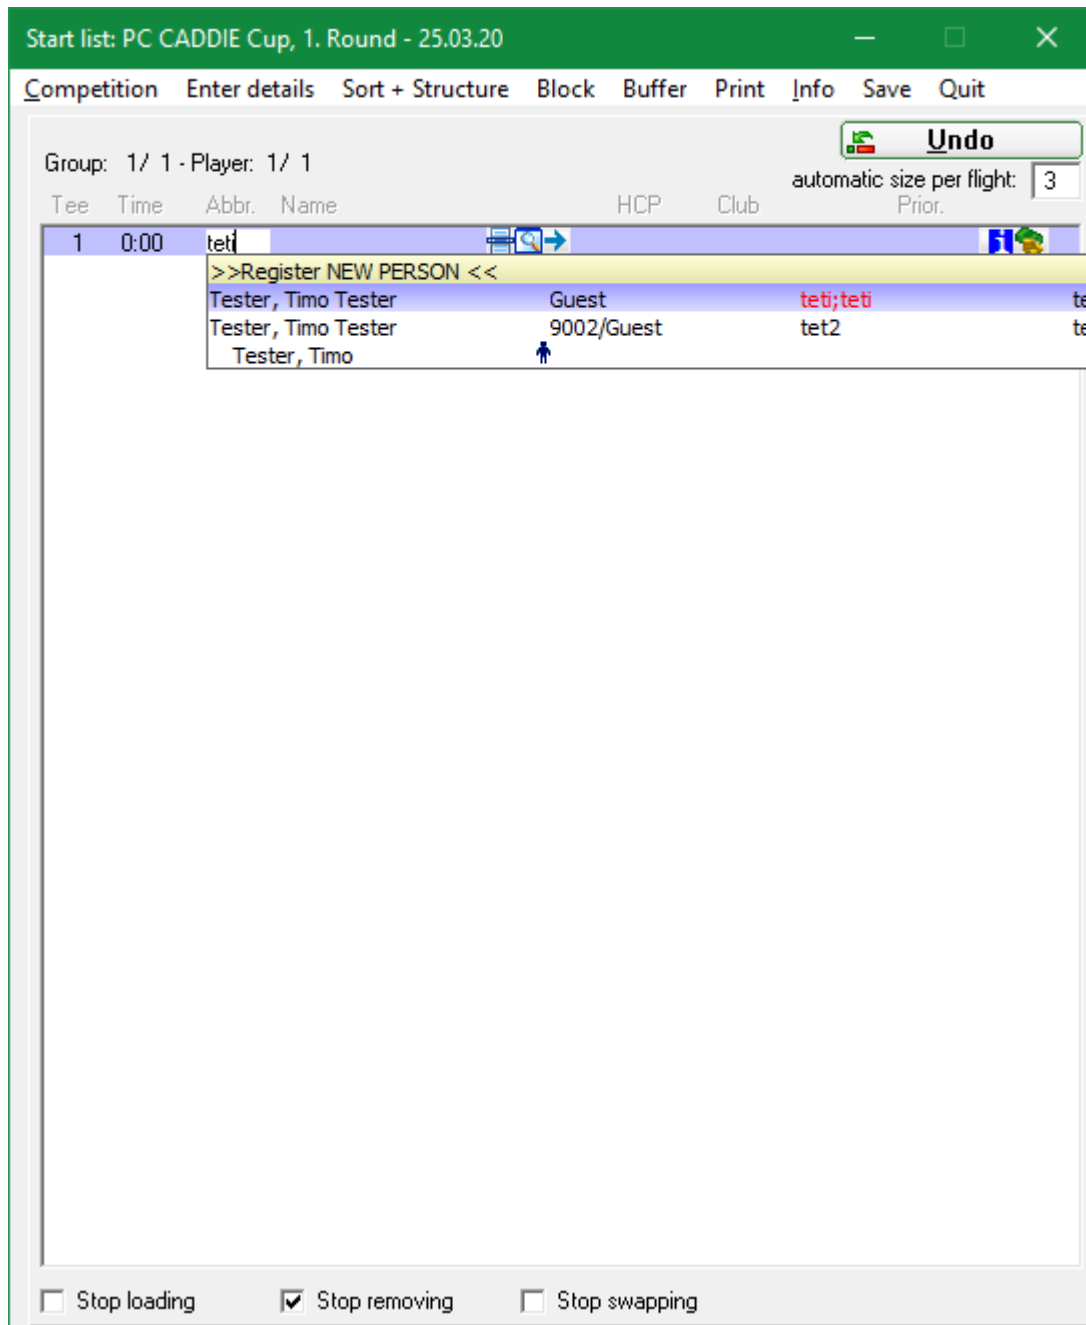 Start list: PC CADDIE Cup, 1. Round - 25.03.20
Competition Enter details Sort + Structure Block Buffer Print Info Save Quit
Undo
Group: 1/ 1 - Player: 1/ 1
automatic size per flight: 3
Tee Time Abbr. Name HCP Club Prior.
1 0:00 teti
>>Register NEW PERSON <<
Tester, Timo Tester Guest teti;teti te
Tester, Timo Tester 9002/Guest tet2 te
Tester, Timo
Stop loading Stop removing Stop swapping